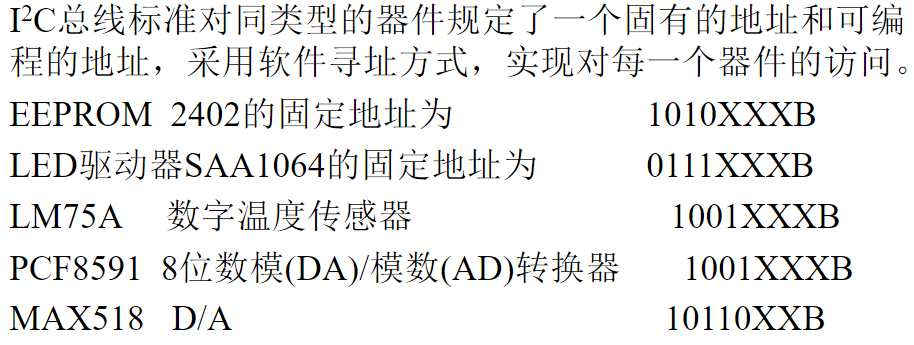 I²C总线标准对同类型的器件规定了一个固有的地址和可编
程的地址，采用软件寻址方式，实现对每一个器件的访问。
EEPROM 2402的固定地址为 1010XXXB
LED驱动器SAA1064的固定地址为 0111XXXB
LM75A 数字温度传感器 1001XXXB
PCF8591 8位数模(DA)/模数(AD)转换器 1001XXXB
MAX518 D/A 10110XXB